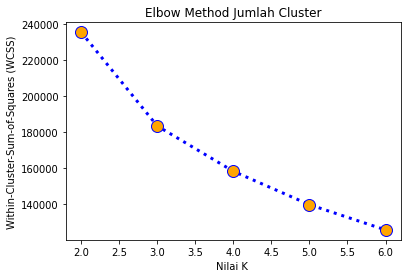 Elbow Method Jumlah Cluster
Within-Cluster-Sum-of-Squares (WCSS)
240000
220000
200000
180000
160000
140000
2.0 2.5 3.0 3.5 4.0 4.5 5.0 5.5 6.0
Nilai K